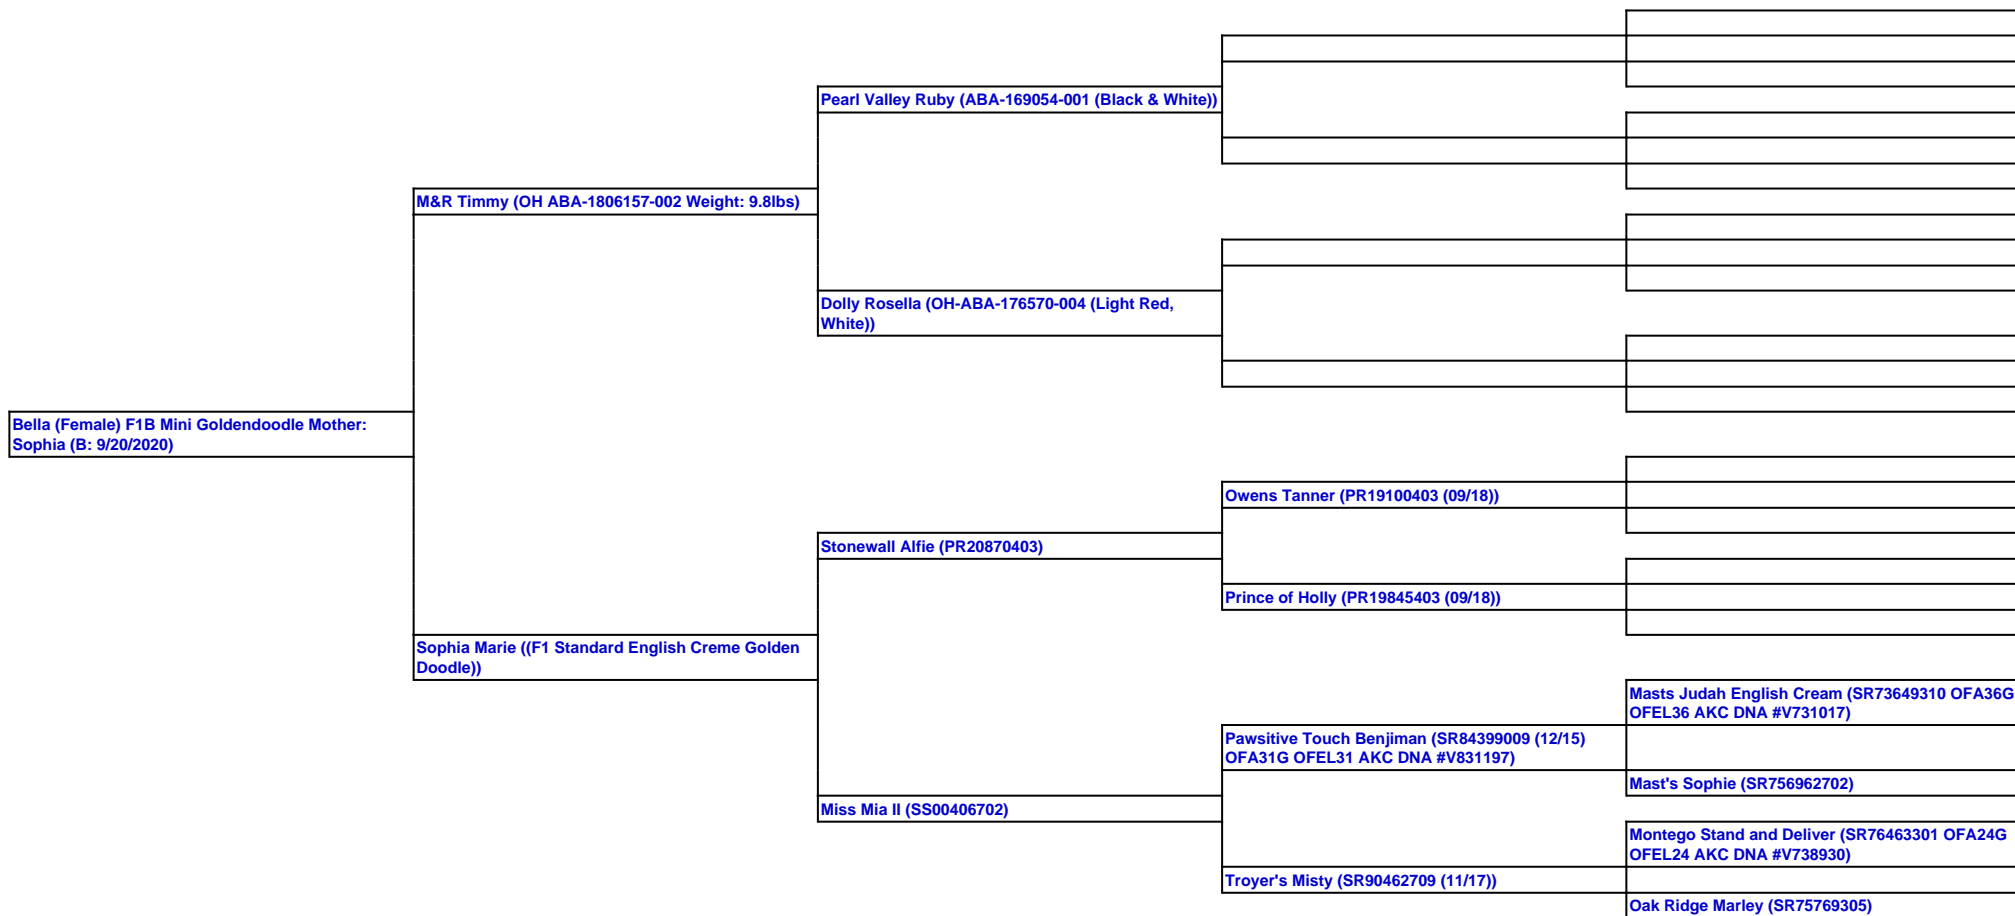 Pearl Valley Ruby (ABA-169054-001 (Black & White))
M&R Timmy (OH ABA-1806157-002 Weight: 9.8lbs)
Dolly Rosella (OH-ABA-176570-004 (Light Red,
White))
Bella (Female) F1B Mini Goldendoodle Mother:
Sophia (B: 9/20/2020)
Owens Tanner (PR19100403 (09/18))
Stonewall Alfie (PR20870403)
Prince of Holly (PR19845403 (09/18))
Sophia Marie ((F1 Standard English Creme Golden
Doodle))
Masts Judah English Cream (SR73649310 OFA36G
OFEL36 AKC DNA #V731017)
Pawsitive Touch Benjiman (SR84399009 (12/15)
OFA31G OFEL31 AKC DNA #V831197)
Mast's Sophie (SR756962702)
Miss Mia II (SS00406702)
Montego Stand and Deliver (SR76463301 OFA24G
OFEL24 AKC DNA #V738930)
Troyer's Misty (SR90462709 (11/17))
Oak Ridge Marley (SR75769305)